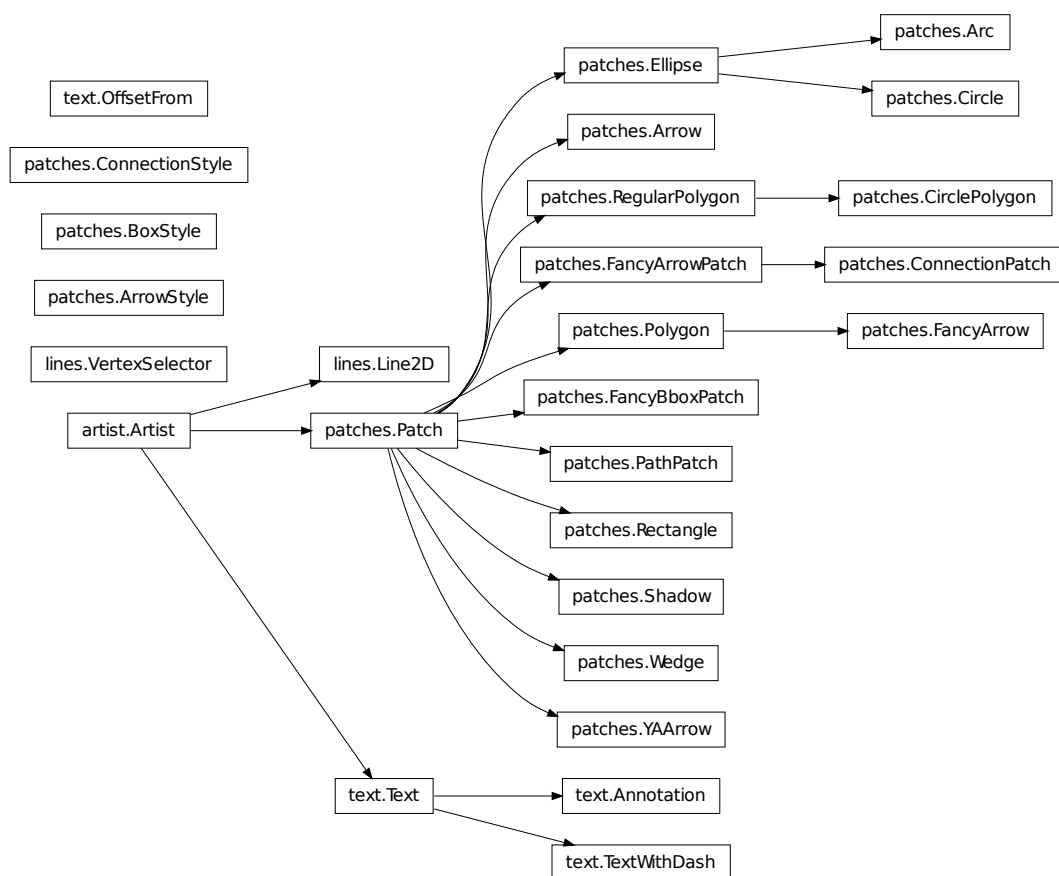 patches.Arc
patches.Ellipse
text.OffsetFrom
patches.Circle
patches.Arrow
patches.ConnectionStyle
patches.RegularPolygon
patches.CirclePolygon
patches.BoxStyle
patches.FancyArrowPatch
patches.ConnectionPatch
patches.ArrowStyle
patches.Polygon
patches.FancyArrow
lines.VertexSelector
lines.Line2D
patches.FancyBboxPatch
artist.Artist
patches.Patch
patches.PathPatch
patches.Rectangle
patches.Shadow
patches.Wedge
patches.YAArrow
text.Text
text.Annotation
text.TextWithDash